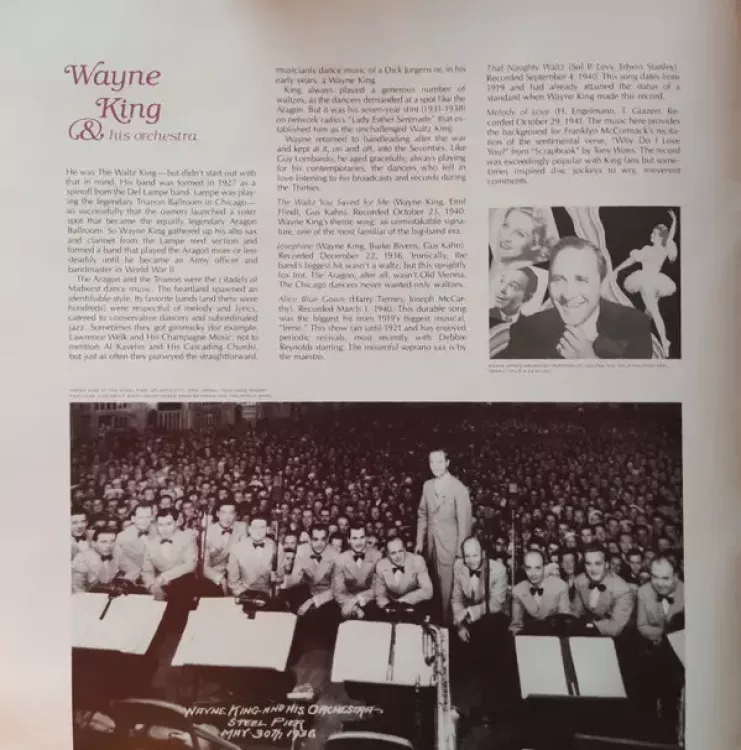 Wayne
King
& his orchestra
He was The Waltz King—but didn't start out with
that in mind. His band was formed in 1927 as a
spinoff from the Del Lampe band. Lampe was play-
ing the legendary Trianon Ballroom in Chicago—
so successfully that the owners launched a sister
spot that became the equally legendary Aragon
Ballroom. So Wayne King gathered up his alto sax
and clarinet from the Lampe reed section and
formed a band that played the Aragon more or less
steadily until he became an Army officer and
bandmaster in World War II.
The Aragon and the Trianon were the citadels of
Midwest dance music. The heartland spawned an
identifiable style. Its favorite bands (and there were
hundreds) were respectful of melody and lyrics,
catered to conservative dancers and subordinated
jazz. Sometimes they got gimmicky (for example,
Lawrence Welk and His Champagne Music, not to
mention Al Kavelin and His Cascading Chords),
but just as often they purveyed the straightforward,
musicianly dance music of a Dick Jurgens or, in his
early years, a Wayne King.
King always played a generous number of
waltzes, as the dancers demanded at a spot like the
Aragon. But it was his seven-year stint (1931-1938)
on network radio's "Lady Esther Serenade" that es-
tablished him as the unchallenged Waltz King.
Wayne returned to bandleading after the war
and kept at it, on and off, into the Seventies. Like
Guy Lombardo, he aged gracefully, always playing
for his contemporaries, the dancers who fell in
love listening to his broadcasts and records during
the Thirties.
The Waltz You Saved for Me (Wayne King, Emil
Flindt, Gus Kahn). Recorded October 23, 1940.
Wayne King's theme song: an unmistakable signa-
ture, one of the most familiar of the big-band era.
Josephine (Wayne King, Burke Bivens, Gus Kahn).
Recorded December 22, 1936. Ironically, the
band's biggest hit wasn't a waltz, but this sprightly
fox trot. The Aragon, after all, wasn't Old Vienna.
The Chicago dancers never wanted only waltzes.
Alice Blue Gown (Harry Tierney, Joseph McCar-
thy). Recorded March 1, 1940. This durable song
was the biggest hit from 1919's biggest musical,
"Irene." This show ran until 1921 and has enjoyed
periodic revivals, most recently with Debbie
Reynolds starring. The mournful soprano sax is by
the maestro.
That Naughty Waltz (Sol P. Levy, Edwin Stanley).
Recorded September 4, 1940. This song dates from
1919 and had already attained the status of a
standard when Wayne King made this record.
Melody of Love (H. Engelmann, T. Glazer). Re-
corded October 29, 1941. The music here provides
the background for Franklyn McCormack's recita-
tion of the sentimental verse, "Why Do I Love
You?" from "Scrapbook" by Tony Wons. The record
was exceedingly popular with King fans but some-
times inspired disc jockeys to wry, irreverent
comments.
WAYNE KING AND HIS ORCHESTRA
STEEL PIER
MAY 30TH 1936